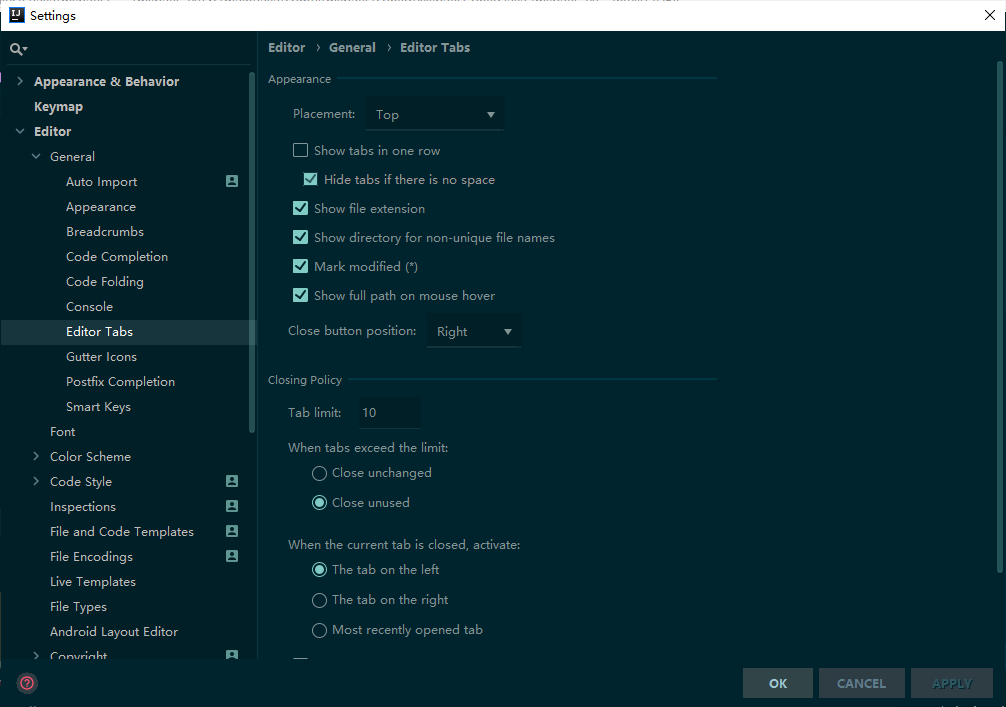 IJ Settings
Appearance & Behavior
Keymap
Editor
General
Auto Import
Appearance
Breadcrumbs
Code Completion
Code Folding
Console
Editor Tabs
Gutter Icons
Postfix Completion
Smart Keys
Font
Color Scheme
Code Style
Inspections
File and Code Templates
File Encodings
Live Templates
File Types
Android Layout Editor
Copyright
?
Editor › General › Editor Tabs
Appearance
Placement: Top
Show tabs in one row
Hide tabs if there is no space
Show file extension
Show directory for non-unique file names
Mark modified (*)
Show full path on mouse hover
Close button position: Right
Closing Policy
Tab limit: 10
When tabs exceed the limit:
Close unchanged
Close unused
When the current tab is closed, activate:
The tab on the left
The tab on the right
Most recently opened tab
OK CANCEL APPLY